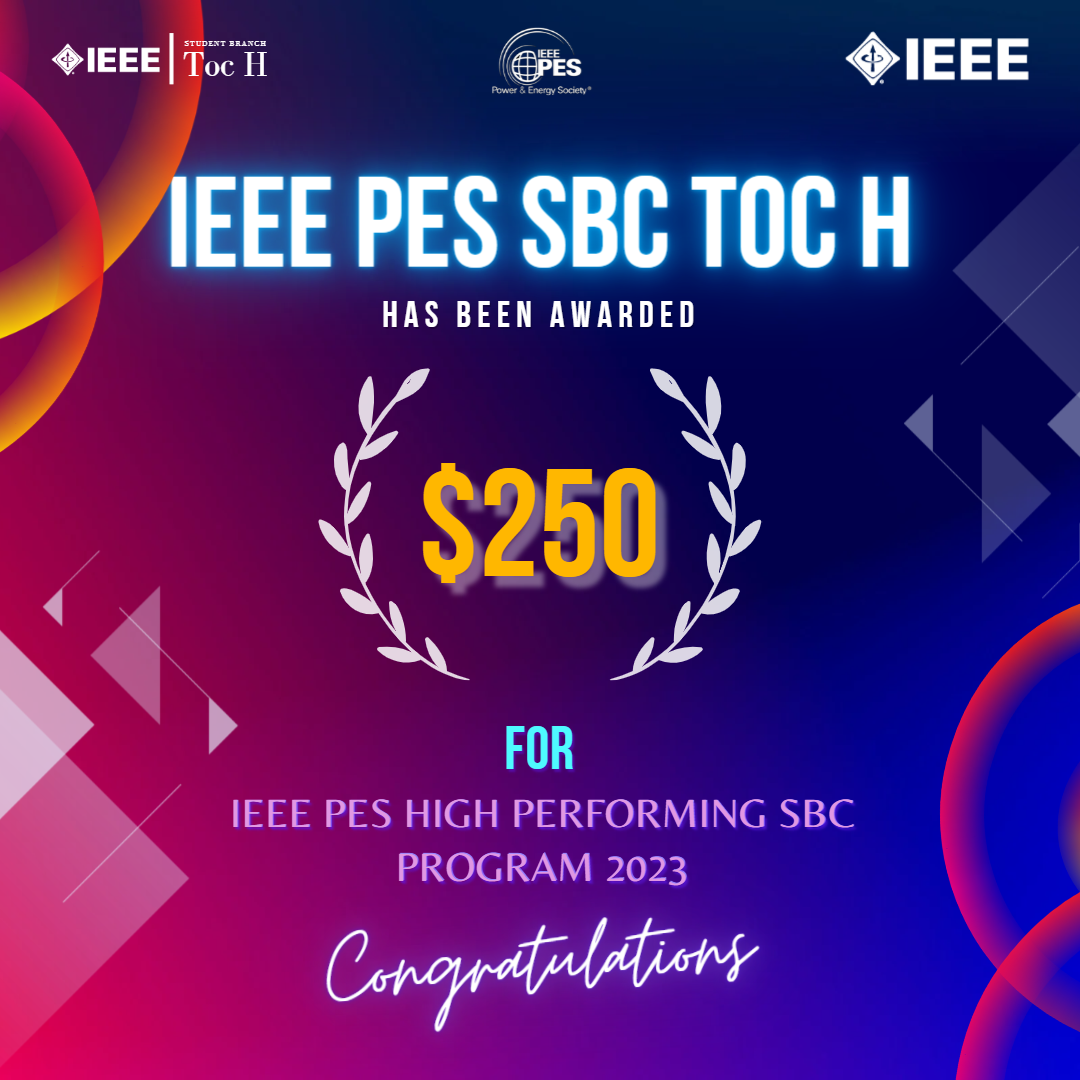 IEEE
STUDENT BRANCH
Toc H
IEEE
PES
Power & Energy Society®
IEEE
IEEE PES SBC TOC H
HAS BEEN AWARDED
$250
FOR
IEEE PES HIGH PERFORMING SBC
PROGRAM 2023
Congratulations